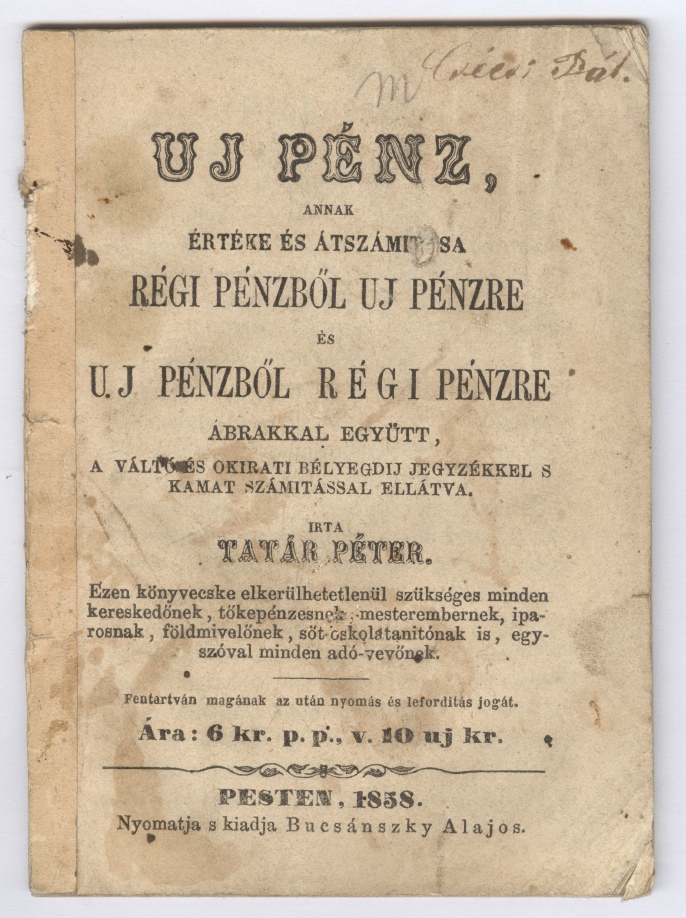 m
Pál.
UJ PÉNZ,
ANNAK
ÉRTÉKE ÉS ÁTSZÁMITÁSA
RÉGI PÉNZBŐL UJ PÉNZRE
ÉS
UJ PÉNZBŐL RÉGI PÉNZRE
ÁBRAKKAL EGYÜTT,
A VÁLTÓ ÉS OKIRATI BÉLYEGDIJ JEGYZÉKKEL S
KAMAT SZÁMITÁSSAL ELLÁTVA.
IRTA
TATÁR PÉTER.
Ezen könyvecske elkerülhetetlenül szükséges minden
kereskedőnek, tőkepénzesnek, mesterembernek, ipa-
rosnak, földmivelőnek, sőt oskolatanitónak is, egy-
szóval minden adó-vevőnek.
Fentartván magának az után nyomás és leforditás jogát.
Ára: 6 kr. p. p., v. 10 uj kr.
PESTEN, 1858.
Nyomatja s kiadja Bucsánszky Alajos.